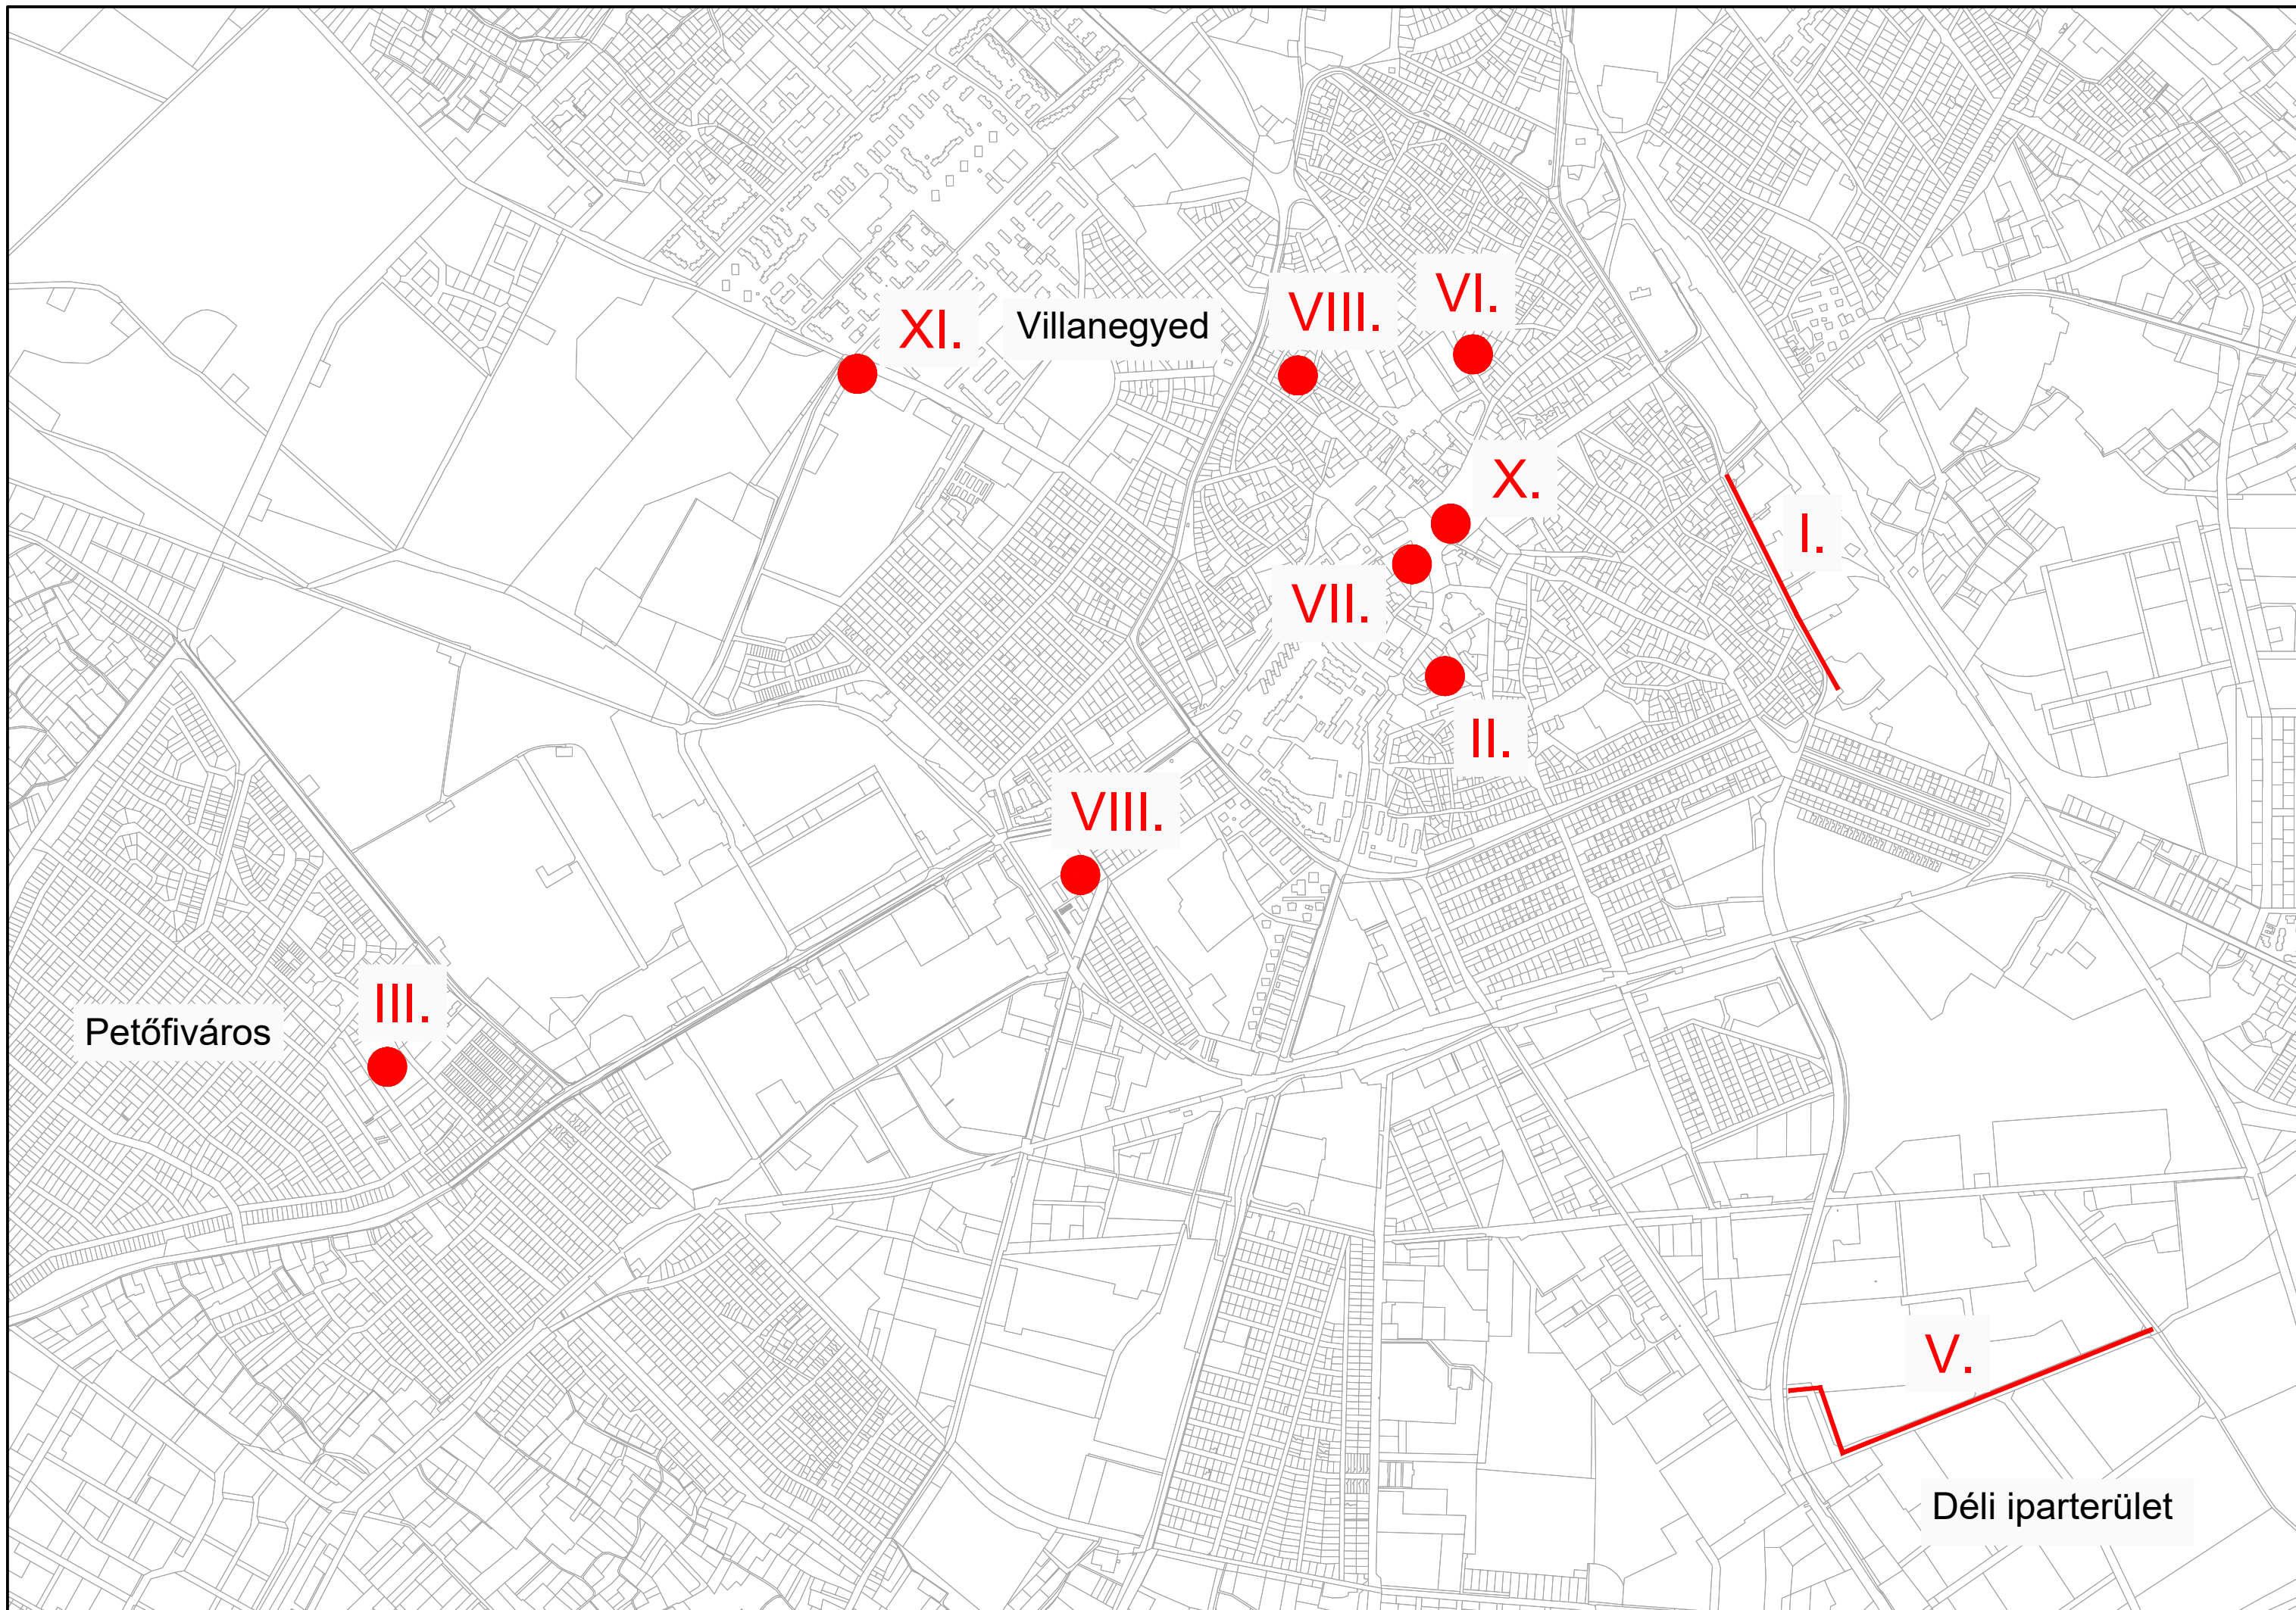 VI.
VIII.
XI.
Villanegyed
X.
I.
VII.
II.
VIII.
III.
Petőfiváros
V.
Déli iparterület